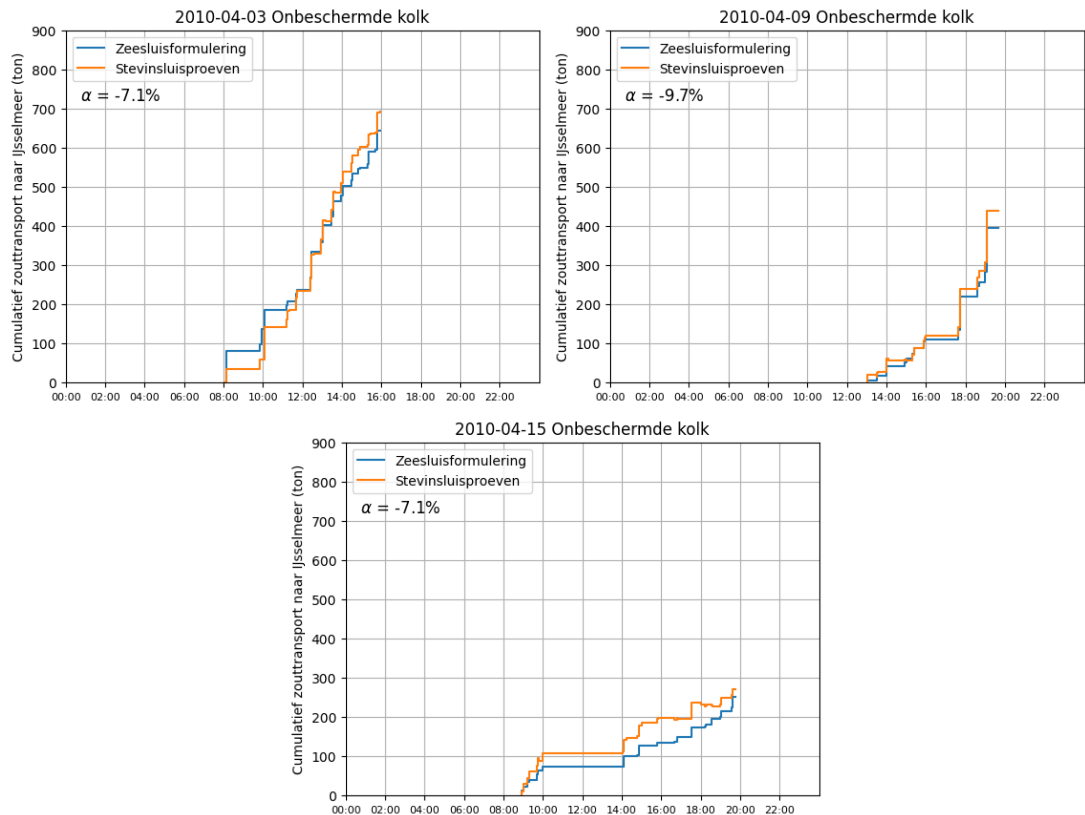 2010-04-03 Onbeschermde kolk
Cumulatief zouttransport naar IJsselmeer (ton)
900
800
700
600
500
400
300
200
100
0
Zeesluisformulering
Stevinsluisproeven
α = -7.1%
00:00 02:00 04:00 06:00 08:00 10:00 12:00 14:00 16:00 18:00 20:00 22:00
2010-04-09 Onbeschermde kolk
Cumulatief zouttransport naar IJsselmeer (ton)
900
800
700
600
500
400
300
200
100
0
Zeesluisformulering
Stevinsluisproeven
α = -9.7%
00:00 02:00 04:00 06:00 08:00 10:00 12:00 14:00 16:00 18:00 20:00 22:00
2010-04-15 Onbeschermde kolk
Cumulatief zouttransport naar IJsselmeer (ton)
900
800
700
600
500
400
300
200
100
0
Zeesluisformulering
Stevinsluisproeven
α = -7.1%
00:00 02:00 04:00 06:00 08:00 10:00 12:00 14:00 16:00 18:00 20:00 22:00